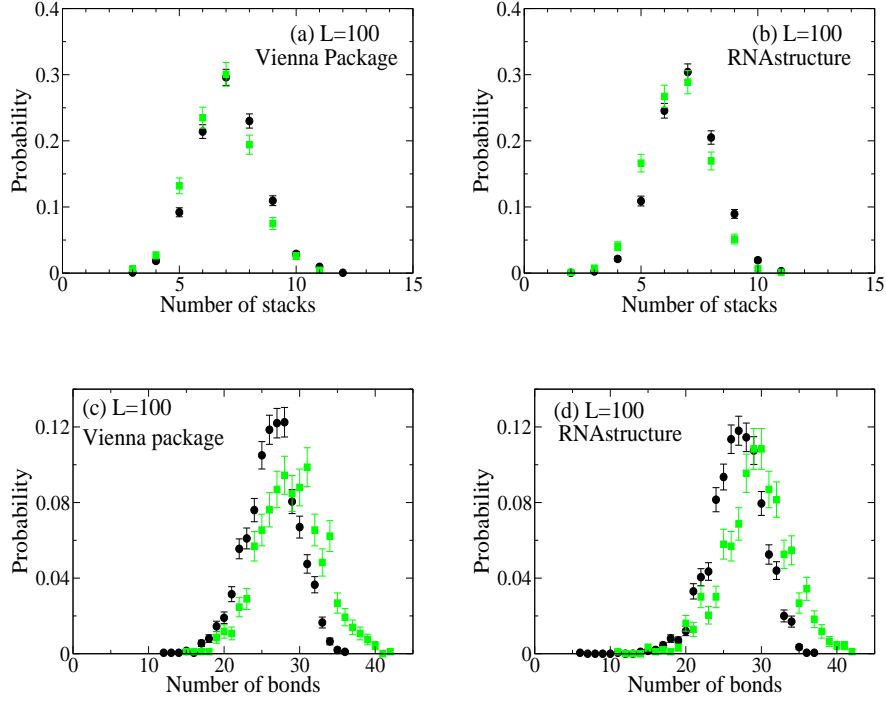 0.4
0.3
0.2
0.1
0
Probability
(a) L=100
Vienna Package
0 5 10 15
Number of stacks
0.4
0.3
0.2
0.1
0
Probability
(b) L=100
RNAstructure
0 5 10 15
Number of stacks
0.12
0.08
0.04
0
Probability
(c) L=100
Vienna package
0 10 20 30 40
Number of bonds
0.12
0.08
0.04
0
Probability
(d) L=100
RNAstructure
0 10 20 30 40
Number of bonds